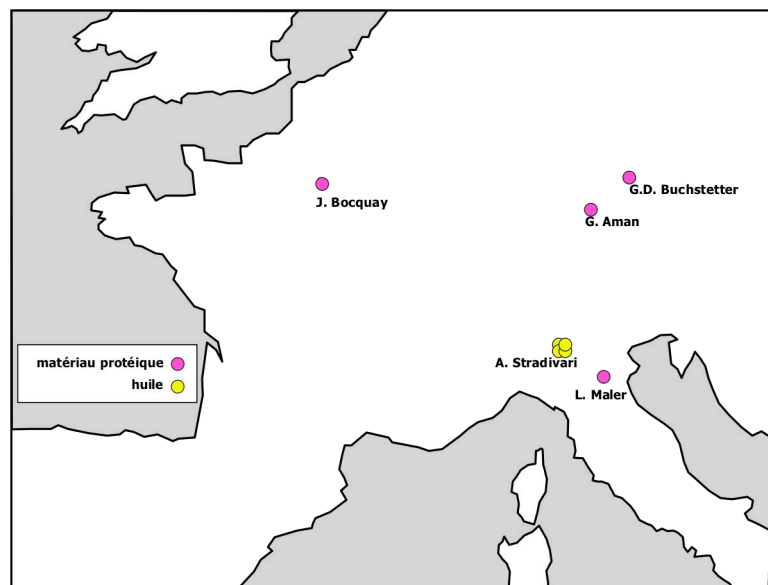 G.D. Buchstetter
J. Bocquay
G. Aman
matériau protéique
huile
A. Stradivari
L. Maler